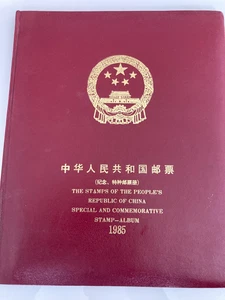 中华人民共和国邮票
(纪念、特种邮票册)
THE STAMPS OF THE PEOPLE'S
REPUBLIC OF CHINA
SPECIAL AND COMMEMORATIVE
STAMP-ALBUM
1985